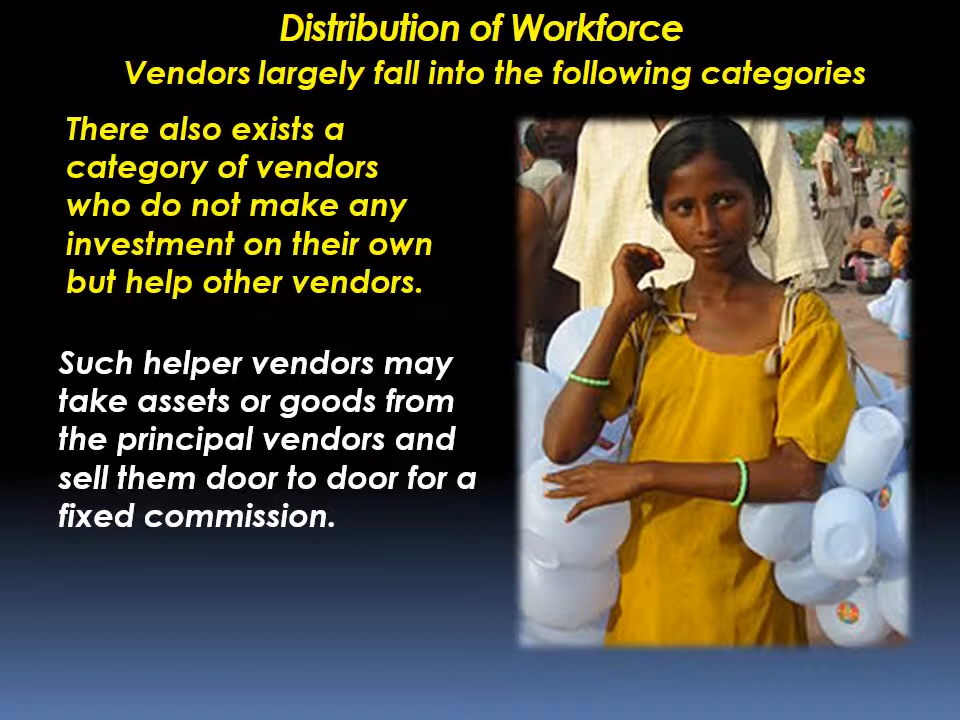 Distribution of Workforce
Vendors largely fall into the following categories
There also exists a
category of vendors
who do not make any
investment on their own
but help other vendors.
Such helper vendors may
take assets or goods from
the principal vendors and
sell them door to door for a
fixed commission.